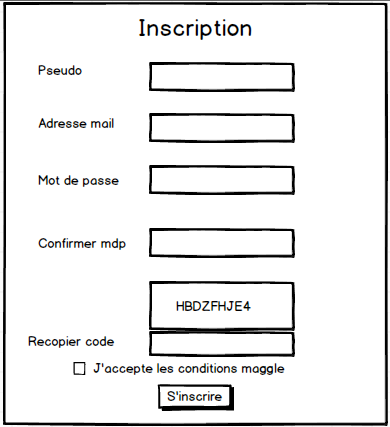 Inscription
Pseudo
Adresse mail
Mot de passe
Confirmer mdp
HBDZFHJE4
Recopier code
J'accepte les conditions maggle
S'inscrire